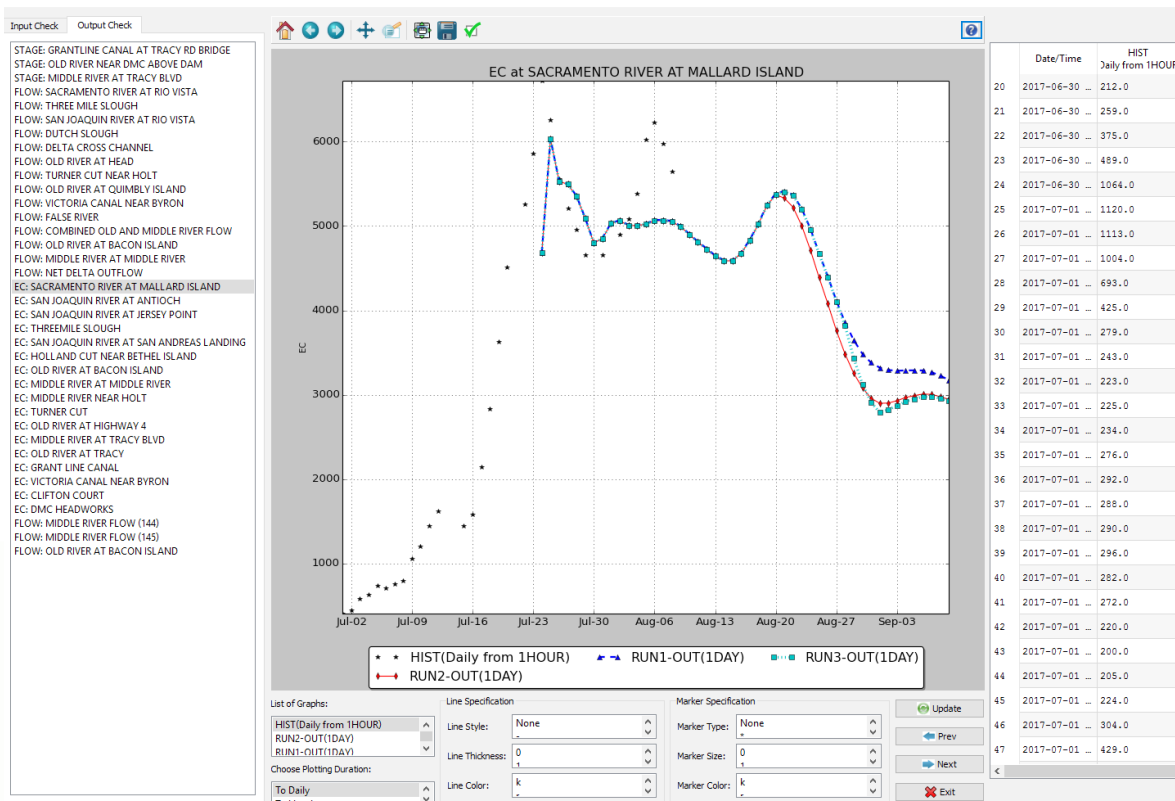 Input Check
Output Check
STAGE: GRANTLINE CANAL AT TRACY RD BRIDGE
STAGE: OLD RIVER NEAR DMC ABOVE DAM
STAGE: MIDDLE RIVER AT TRACY BLVD
FLOW: SACRAMENTO RIVER AT RIO VISTA
FLOW: THREE MILE SLOUGH
FLOW: SAN JOAQUIN RIVER AT RIO VISTA
FLOW: DUTCH SLOUGH
FLOW: DELTA CROSS CHANNEL
FLOW: OLD RIVER AT HEAD
FLOW: TURNER CUT NEAR HOLT
FLOW: OLD RIVER AT QUIMBLY ISLAND
FLOW: VICTORIA CANAL NEAR BYRON
FLOW: FALSE RIVER
FLOW: COMBINED OLD AND MIDDLE RIVER FLOW
FLOW: OLD RIVER AT BACON ISLAND
FLOW: MIDDLE RIVER AT MIDDLE RIVER
FLOW: NET DELTA OUTFLOW
EC: SACRAMENTO RIVER AT MALLARD ISLAND
EC: SAN JOAQUIN RIVER AT ANTIOCH
EC: SAN JOAQUIN RIVER AT JERSEY POINT
EC: THREEMILE SLOUGH
EC: SAN JOAQUIN RIVER AT SAN ANDREAS LANDING
EC: HOLLAND CUT NEAR BETHEL ISLAND
EC: OLD RIVER AT BACON ISLAND
EC: MIDDLE RIVER AT MIDDLE RIVER
EC: MIDDLE RIVER NEAR HOLT
EC: TURNER CUT
EC: OLD RIVER AT HIGHWAY 4
EC: MIDDLE RIVER AT TRACY BLVD
EC: OLD RIVER AT TRACY
EC: GRANT LINE CANAL
EC: VICTORIA CANAL NEAR BYRON
EC: CLIFTON COURT
EC: DMC HEADWORKS
FLOW: MIDDLE RIVER FLOW (144)
FLOW: MIDDLE RIVER FLOW (145)
FLOW: OLD RIVER AT BACON ISLAND
EC at SACRAMENTO RIVER AT MALLARD ISLAND
6000
5000
4000
3000
2000
1000
EC
Jul-02 Jul-09 Jul-16 Jul-23 Jul-30 Aug-06 Aug-13 Aug-20 Aug-27 Sep-03
HIST(Daily from 1HOUR) RUN1-OUT(1DAY) RUN3-OUT(1DAY)
RUN2-OUT(1DAY)
List of Graphs:
HIST(Daily from 1HOUR)
RUN2-OUT(1DAY)
RUN1-OUT(1DAY)
Choose Plotting Duration:
To Daily
Line Specification
Line Style: None
Line Thickness: 0
Line Color: k
Marker Specification
Marker Type: None
Marker Size: 0
Marker Color: k
Update
Prev
Next
Exit
Date/Time HIST
Daily from 1HOUR
20 2017-06-30 ... 212.0
21 2017-06-30 ... 259.0
22 2017-06-30 ... 375.0
23 2017-06-30 ... 489.0
24 2017-06-30 ... 1064.0
25 2017-07-01 ... 1120.0
26 2017-07-01 ... 1113.0
27 2017-07-01 ... 1004.0
28 2017-07-01 ... 693.0
29 2017-07-01 ... 425.0
30 2017-07-01 ... 279.0
31 2017-07-01 ... 243.0
32 2017-07-01 ... 223.0
33 2017-07-01 ... 225.0
34 2017-07-01 ... 234.0
35 2017-07-01 ... 276.0
36 2017-07-01 ... 292.0
37 2017-07-01 ... 288.0
38 2017-07-01 ... 290.0
39 2017-07-01 ... 296.0
40 2017-07-01 ... 282.0
41 2017-07-01 ... 272.0
42 2017-07-01 ... 220.0
43 2017-07-01 ... 200.0
44 2017-07-01 ... 205.0
45 2017-07-01 ... 224.0
46 2017-07-01 ... 304.0
47 2017-07-01 ... 429.0